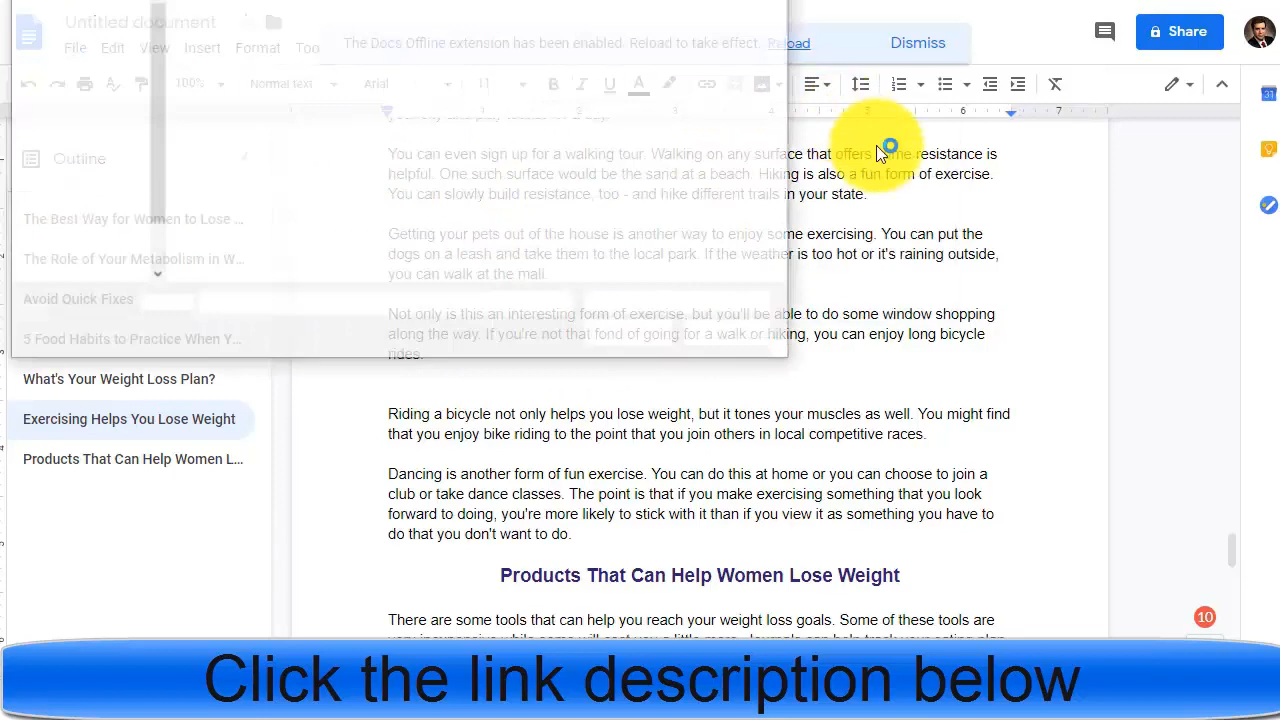 Untitled document
File Edit View Insert Format Too
The Docs Offline extension has been enabled. Reload to take effect. Reload Dismiss
Share
100% Normal text Arial 11
1 2 3 4 5 6 7
You can even sign up for a walking tour. Walking on any surface that offers some resistance is
helpful. One such surface would be the sand at a beach. Hiking is also a fun form of exercise.
You can slowly build resistance, too - and hike different trails in your state.
Getting your pets out of the house is another way to enjoy some exercising. You can put the
dogs on a leash and take them to the local park. If the weather is too hot or it's raining outside,
you can walk at the mall.
Not only is this an interesting form of exercise, but you'll be able to do some window shopping
along the way. If you're not that fond of going for a walk or hiking, you can enjoy long bicycle
rides.
Riding a bicycle not only helps you lose weight, but it tones your muscles as well. You might find
that you enjoy bike riding to the point that you join others in local competitive races.
Dancing is another form of fun exercise. You can do this at home or you can choose to join a
club or take dance classes. The point is that if you make exercising something that you look
forward to doing, you're more likely to stick with it than if you view it as something you have to
do that you don't want to do.
Products That Can Help Women Lose Weight
There are some tools that can help you reach your weight loss goals. Some of these tools are
Outline
The Best Way for Women to Lose ...
The Role of Your Metabolism in W...
Avoid Quick Fixes
5 Food Habits to Practice When Y...
What's Your Weight Loss Plan?
Exercising Helps You Lose Weight
Products That Can Help Women L...
31
10
Click the link description below